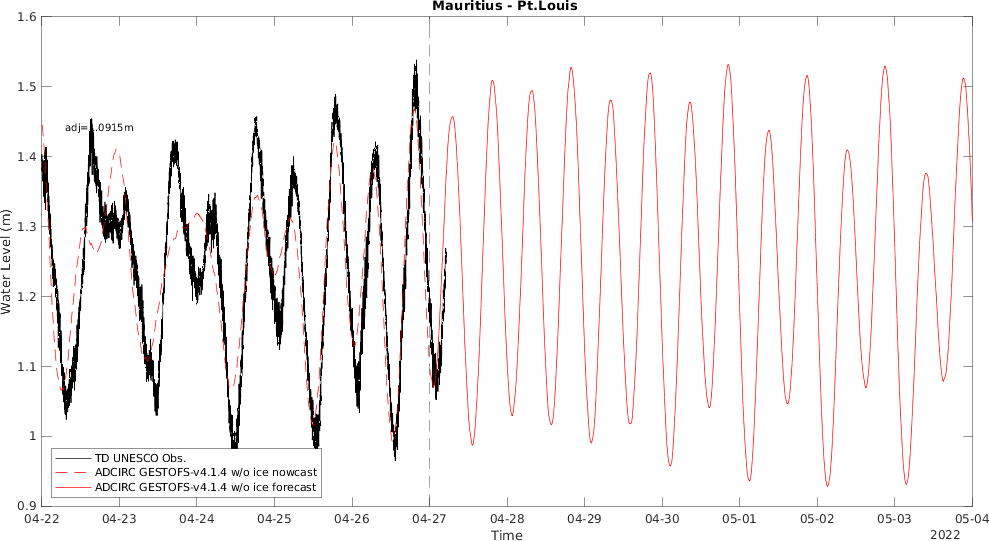 Mauritius - Pt.Louis
1.6
1.5
1.4
1.3
1.2
1.1
1
0.9
Water Level (m)
adj= .0915m
TD UNESCO Obs.
ADCIRC GESTOFS-v4.1.4 w/o ice nowcast
ADCIRC GESTOFS-v4.1.4 w/o ice forecast
04-22 04-23 04-24 04-25 04-26 04-27 04-28 04-29 04-30 05-01 05-02 05-03 05-04
Time
2022